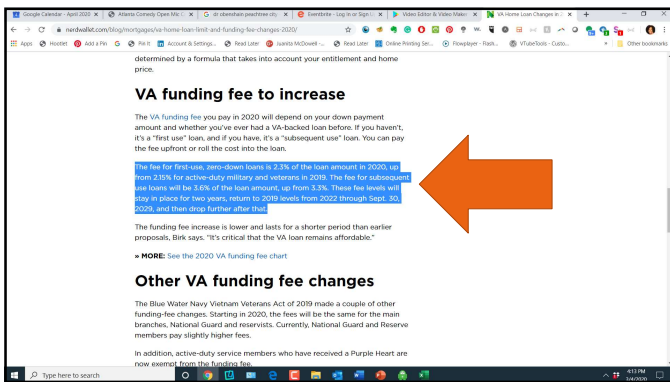 Google Calendar - April 2020
Atlanta Comedy Open Mic
dr obenshain peachtree city
Eventbrite - Log In or Sign
Video Editor & Video Maker
VA Home Loan Changes in 2
nerdwallet.com/blog/mortgages/va-home-loan-limit-and-funding-fee-changes-2020/
Apps Hootlet Add a Pin G Pin It Account & Settings... Read Later Juanita McDowell -... Read Later Online Printing Ser... Flowplayer - Flash... VTubeTools - Custo... Other bookmarks
determined by a formula that takes into account your entitlement and home
price.
VA funding fee to increase
The VA funding fee you pay in 2020 will depend on your down payment
amount and whether you've ever had a VA-backed loan before. If you haven't,
it's a "first use" loan, and if you have, it's a "subsequent use" loan. You can pay
the fee upfront or roll the cost into the loan.
The fee for first-use, zero-down loans is 2.3% of the loan amount in 2020, up
from 2.15% for active-duty military and veterans in 2019. The fee for subsequent
use loans will be 3.6% of the loan amount, up from 3.3%. These fee levels will
stay in place for two years, return to 2019 levels from 2022 through Sept. 30,
2029, and then drop further after that.
The funding fee increase is lower and lasts for a shorter period than earlier
proposals, Birk says. "It's critical that the VA loan remains affordable."
» MORE: See the 2020 VA funding fee chart
Other VA funding fee changes
The Blue Water Navy Vietnam Veterans Act of 2019 made a couple of other
funding-fee changes. Starting in 2020, the fees will be the same for the main
branches, National Guard and reservists. Currently, National Guard and Reserve
members pay slightly higher fees.
In addition, active-duty service members who have received a Purple Heart are
now exempt from the funding fee.
Type here to search
4:13 PM